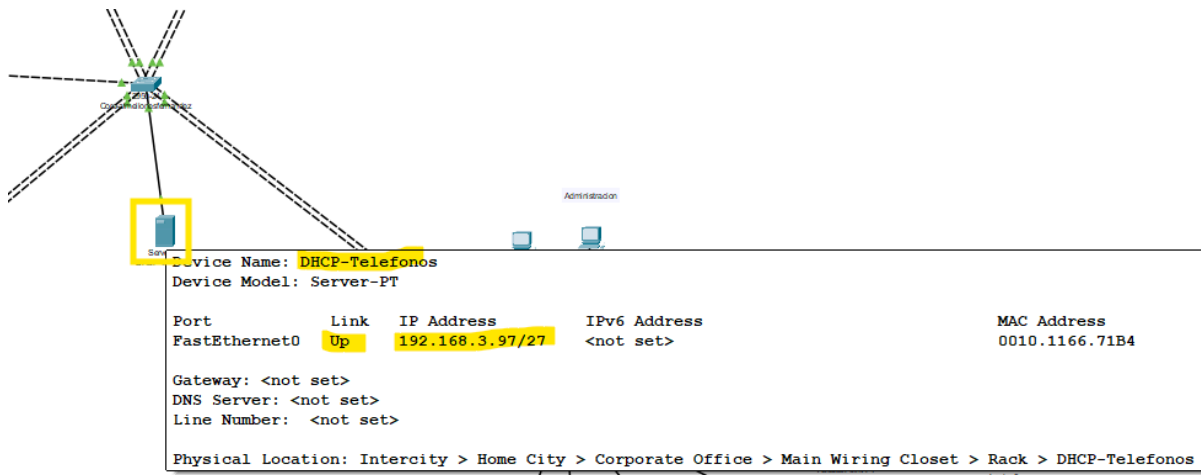 Administracion
Device Name: DHCP-Telefonos
Device Model: Server-PT
Port Link IP Address IPv6 Address MAC Address
FastEthernet0 Up 192.168.3.97/27 <not set> 0010.1166.71B4
Gateway: <not set>
DNS Server: <not set>
Line Number: <not set>
Physical Location: Intercity > Home City > Corporate Office > Main Wiring Closet > Rack > DHCP-Telefonos